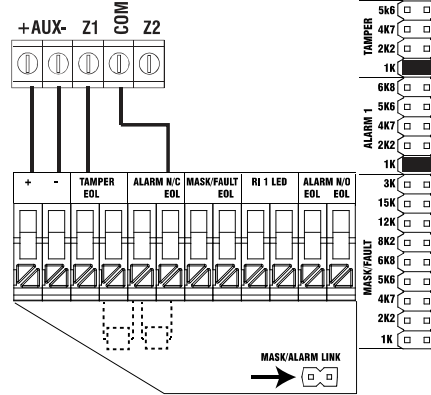 +AUX- Z1 COM Z2
+ - TAMPER EOL ALARM N/C EOL MASK/FAULT EOL RI 1 LED ALARM N/O EOL EOL
MASK/ALARM LINK
TAMPER
5k6
4K7
2K2
1K
ALARM 1
6K8
5K6
4K7
2K2
1K
MASK/FAULT
3K
15K
12K
8K2
6K8
5K6
4K7
2K2
1K